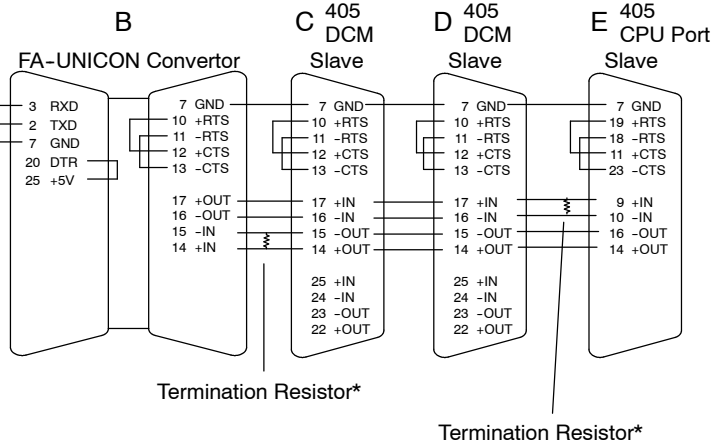 B
FA-UNICON Convertor
3 RXD
2 TXD
7 GND
20 DTR
25 +5V
7 GND
10 +RTS
11 -RTS
12 +CTS
13 -CTS
17 +OUT
16 -OUT
15 -IN
14 +IN
C 405
DCM
Slave
7 GND
10 +RTS
11 -RTS
12 +CTS
13 -CTS
17 +IN
16 -IN
15 -OUT
14 +OUT
25 +IN
24 -IN
23 -OUT
22 +OUT
D 405
DCM
Slave
7 GND
10 +RTS
11 -RTS
12 +CTS
13 -CTS
17 +IN
16 -IN
15 -OUT
14 +OUT
25 +IN
24 -IN
23 -OUT
22 +OUT
E 405
CPU Port
Slave
7 GND
19 +RTS
18 -RTS
11 +CTS
23 -CTS
9 +IN
10 -IN
16 -OUT
14 +OUT
Termination Resistor*
Termination Resistor*